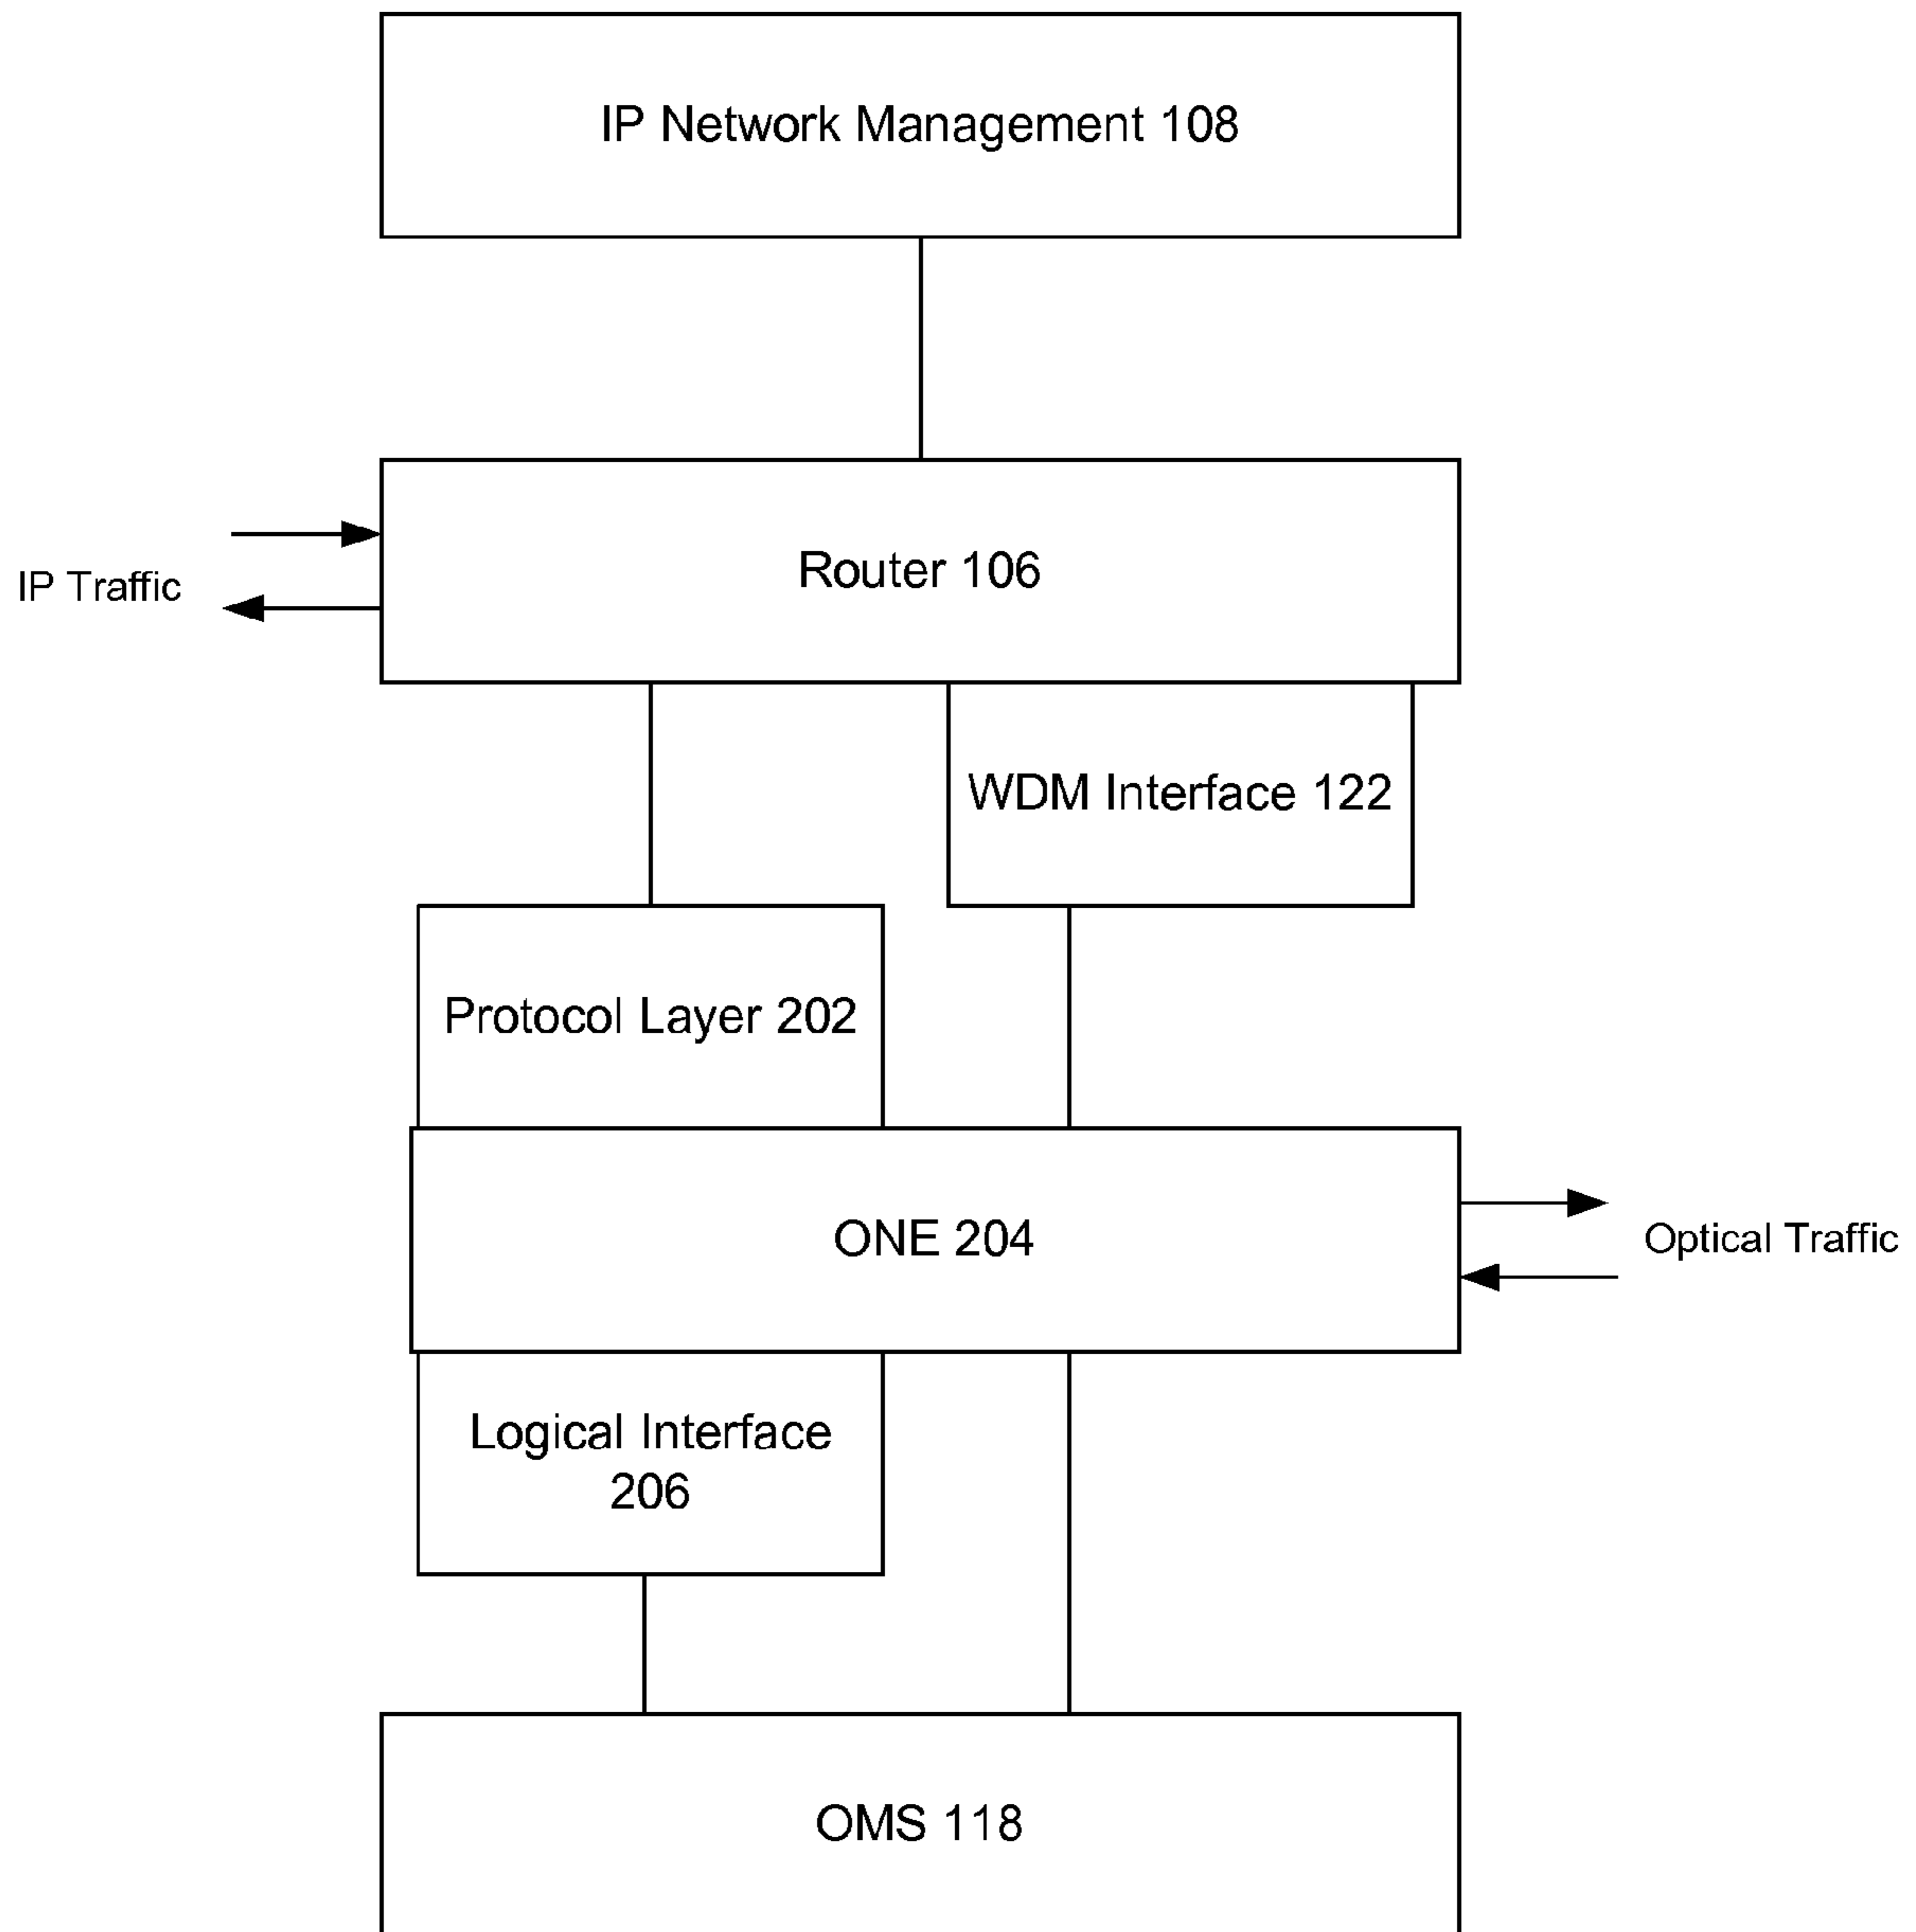 IP Network Management 108
Router 106
IP Traffic
WDM Interface 122
Protocol Layer 202
ONE 204
Optical Traffic
Logical Interface
206
OMS 118